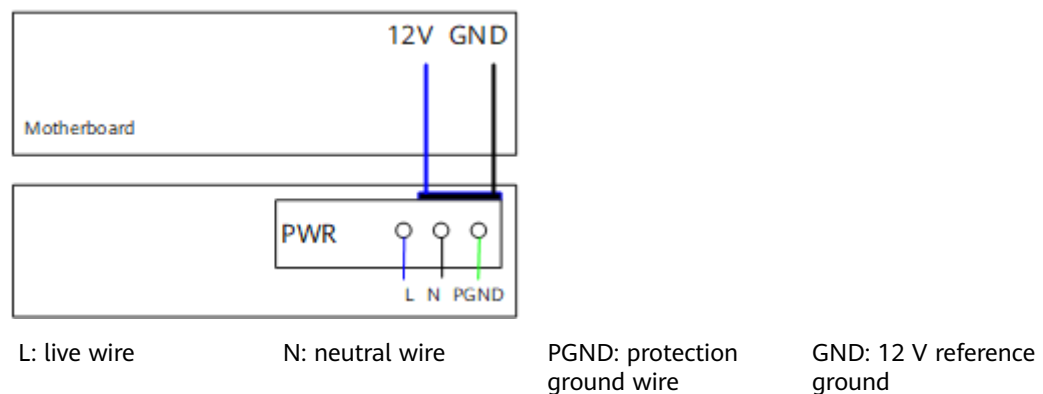 12V GND
Motherboard
PWR
L N PGND
L: live wire
N: neutral wire
PGND: protection
ground wire
GND: 12 V reference
ground